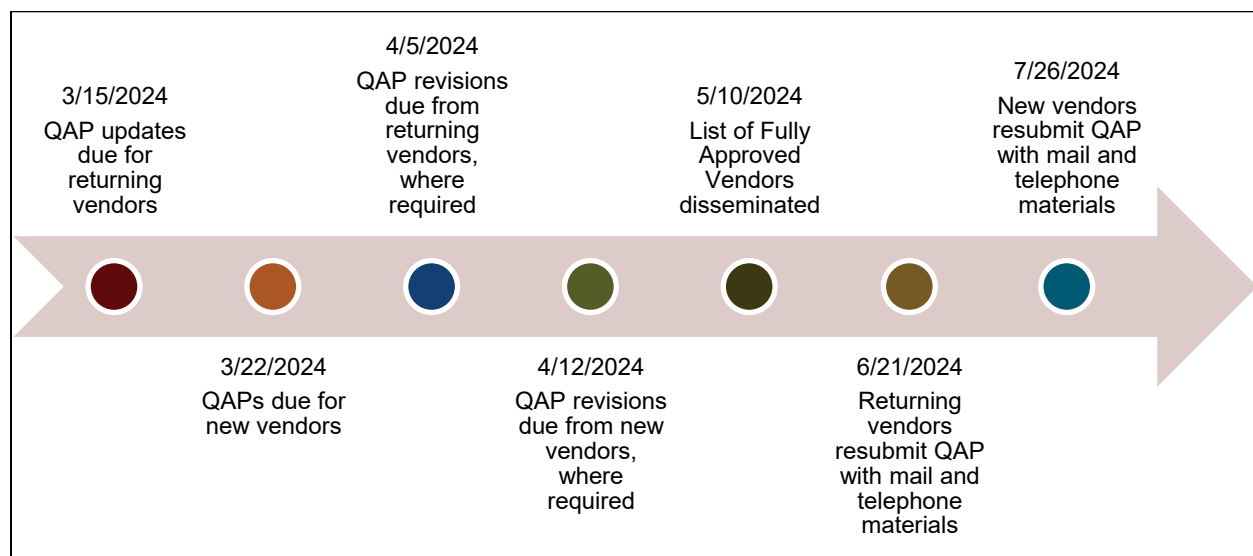 3/15/2024
QAP updates
due for
returning
vendors
3/22/2024
QAPs due for
new vendors
4/5/2024
QAP revisions
due from
returning
vendors,
where
required
4/12/2024
QAP revisions
due from new
vendors,
where
required
5/10/2024
List of Fully
Approved
Vendors
disseminated
6/21/2024
Returning
vendors
resubmit QAP
with mail and
telephone
materials
7/26/2024
New vendors
resubmit QAP
with mail and
telephone
materials